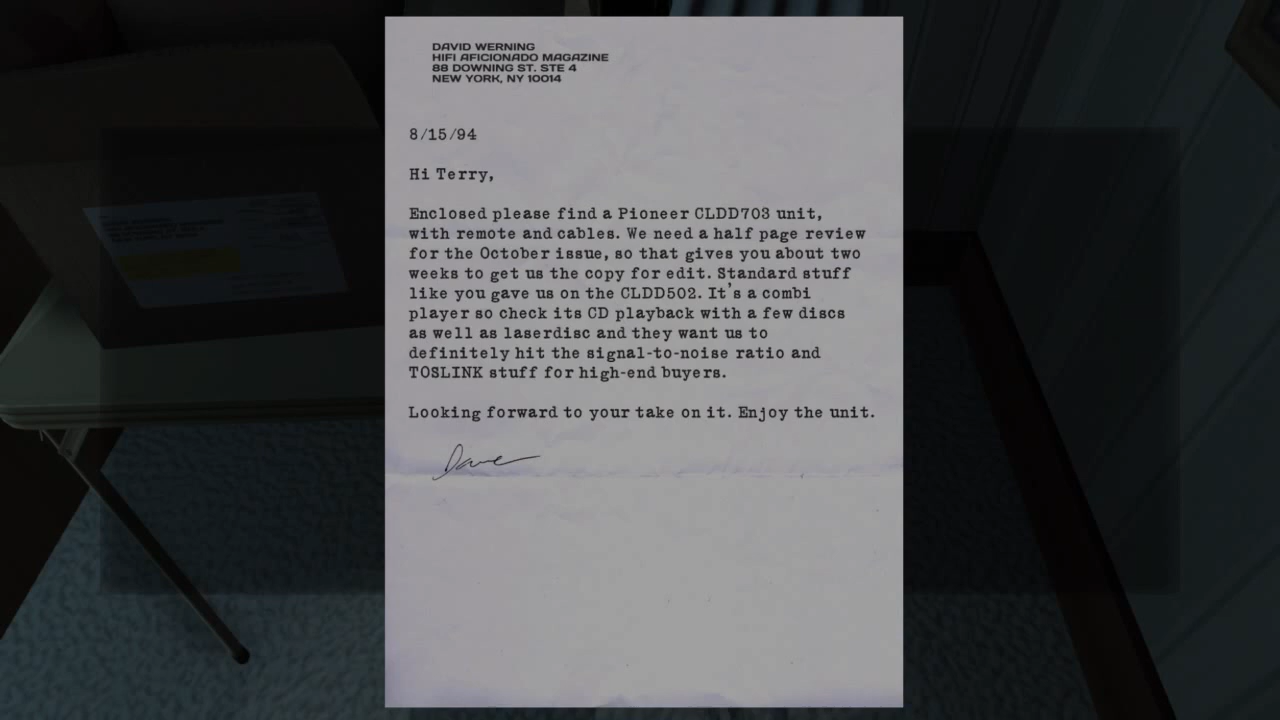 DAVID WERNING
HIFI AFICIONADO MAGAZINE
88 DOWNING ST. STE 4
NEW YORK, NY 10014
8/15/94
Hi Terry,
Enclosed please find a Pioneer CLDD703 unit,
with remote and cables. We need a half page review
for the October issue, so that gives you about two
weeks to get us the copy for edit. Standard stuff
like you gave us on the CLDD502. It's a combi
player so check its CD playback with a few discs
as well as laserdisc and they want us to
definitely hit the signal-to-noise ratio and
TOSLINK stuff for high-end buyers.
Looking forward to your take on it. Enjoy the unit.
Dave